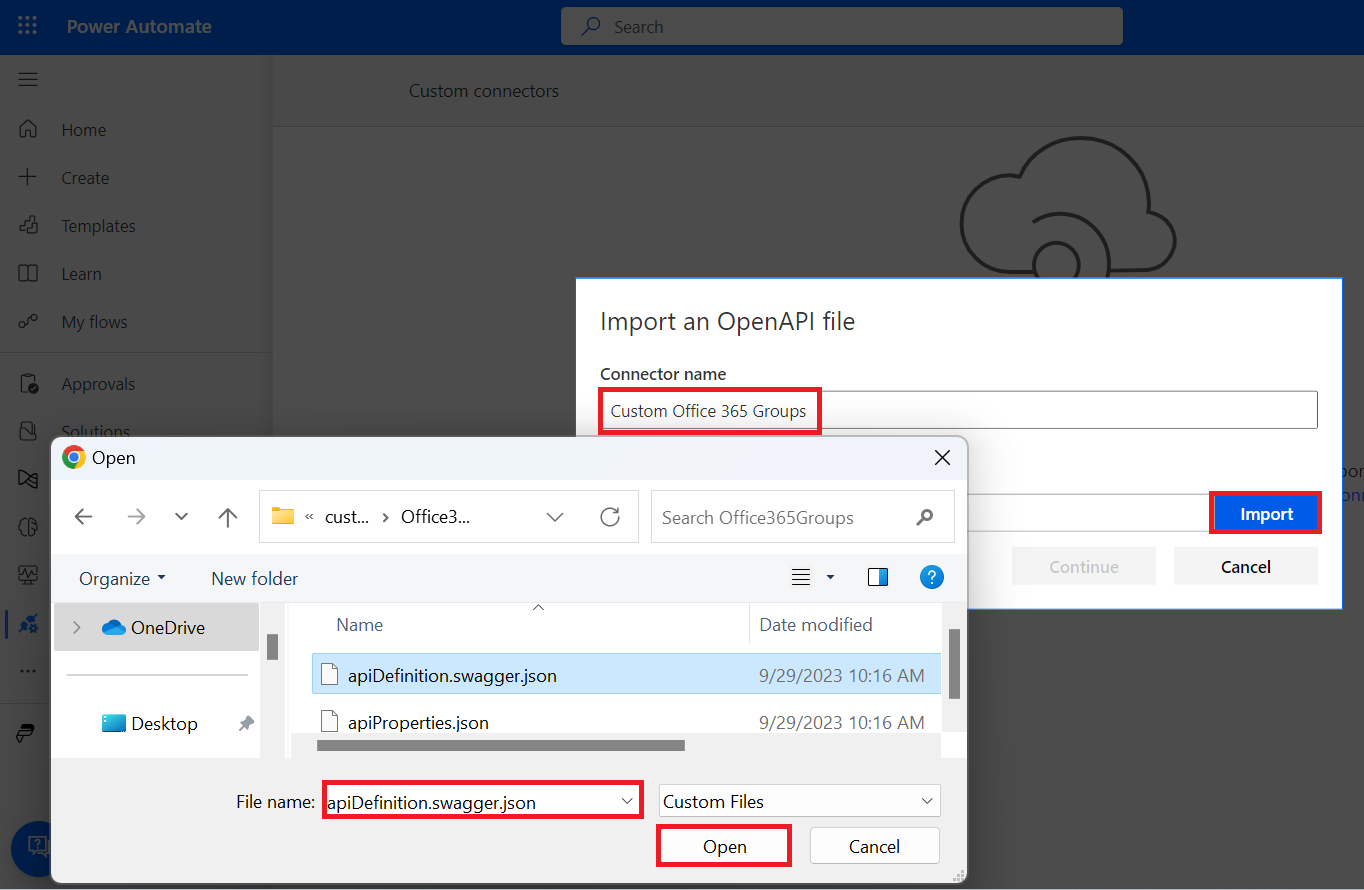 Power Automate
Search
Custom connectors
Home
Create
Templates
Learn
My flows
Approvals
Solutions
Import an OpenAPI file
Connector name
Custom Office 365 Groups
Import
Continue
Cancel
Open
« cust... › Office3...
Search Office365Groups
Organize
New folder
?
OneDrive
Desktop
Name
Date modified
apiDefinition.swagger.json
9/29/2023 10:16 AM
apiProperties.json
9/29/2023 10:16 AM
File name:
apiDefinition.swagger.json
Custom Files
Open
Cancel